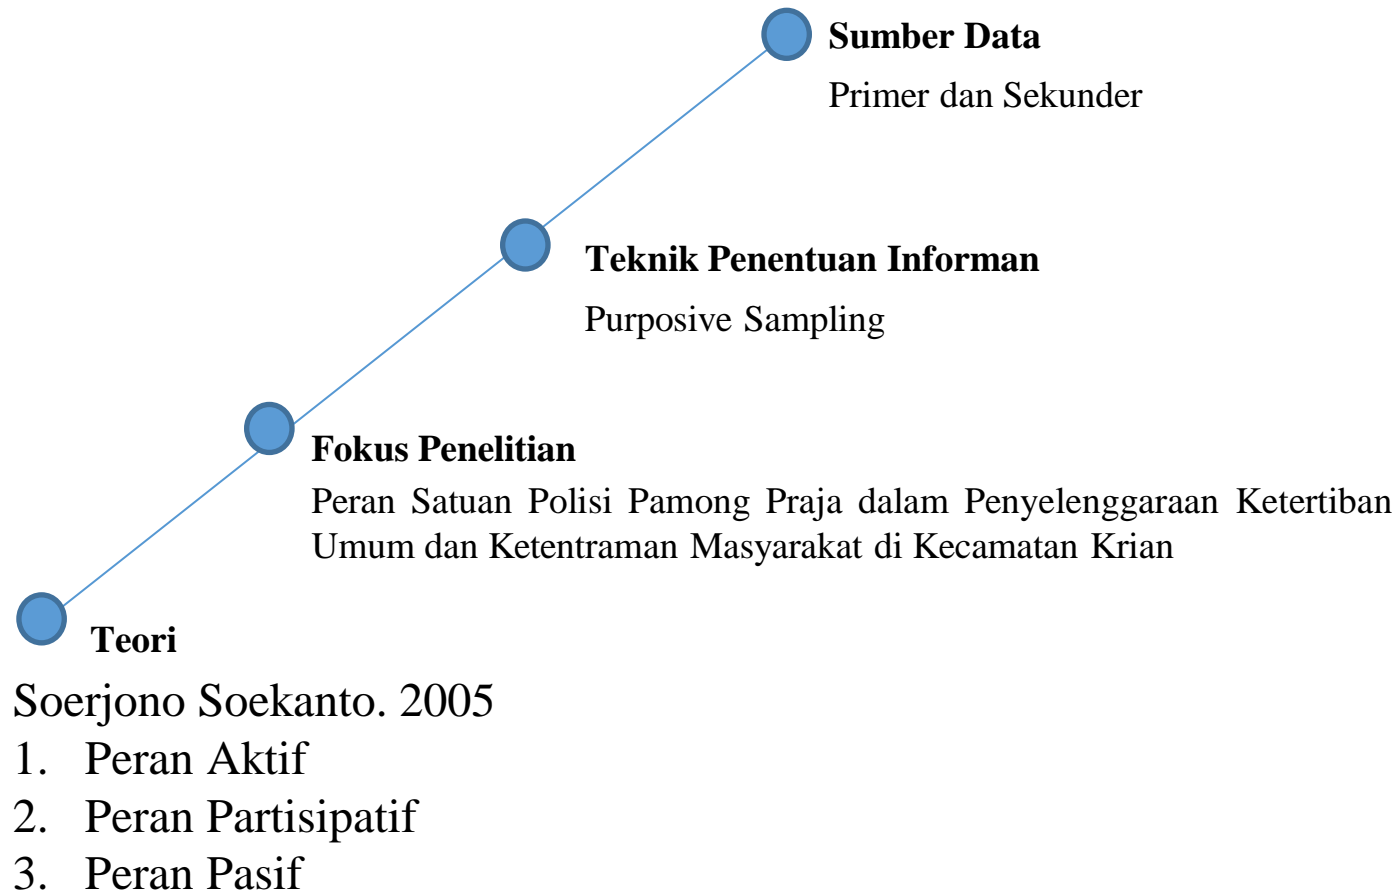 Sumber Data
Primer dan Sekunder
Teknik Penentuan Informan
Purposive Sampling
Fokus Penelitian
Peran Satuan Polisi Pamong Praja dalam Penyelenggaraan Ketertiban
Umum dan Ketentraman Masyarakat di Kecamatan Krian
Teori
Soerjono Soekanto. 2005
1. Peran Aktif
2. Peran Partisipatif
3. Peran Pasif